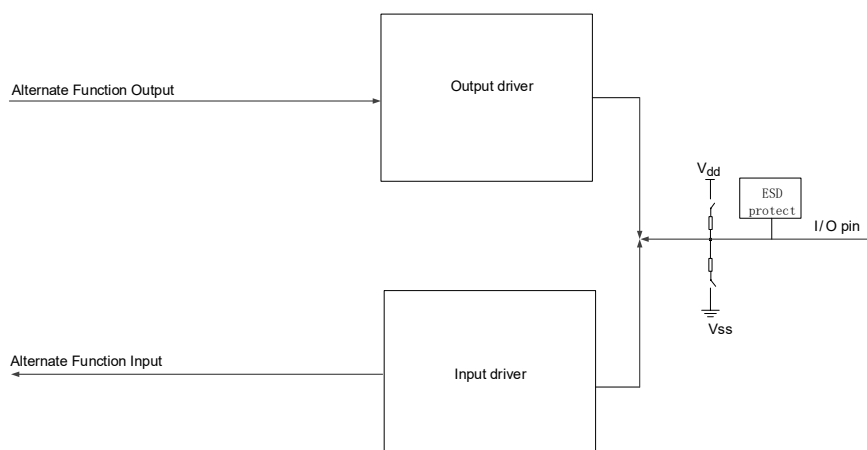 Alternate Function Output
Output driver
Vdd
ESD
protect
I/O pin
Vss
Alternate Function Input
Input driver